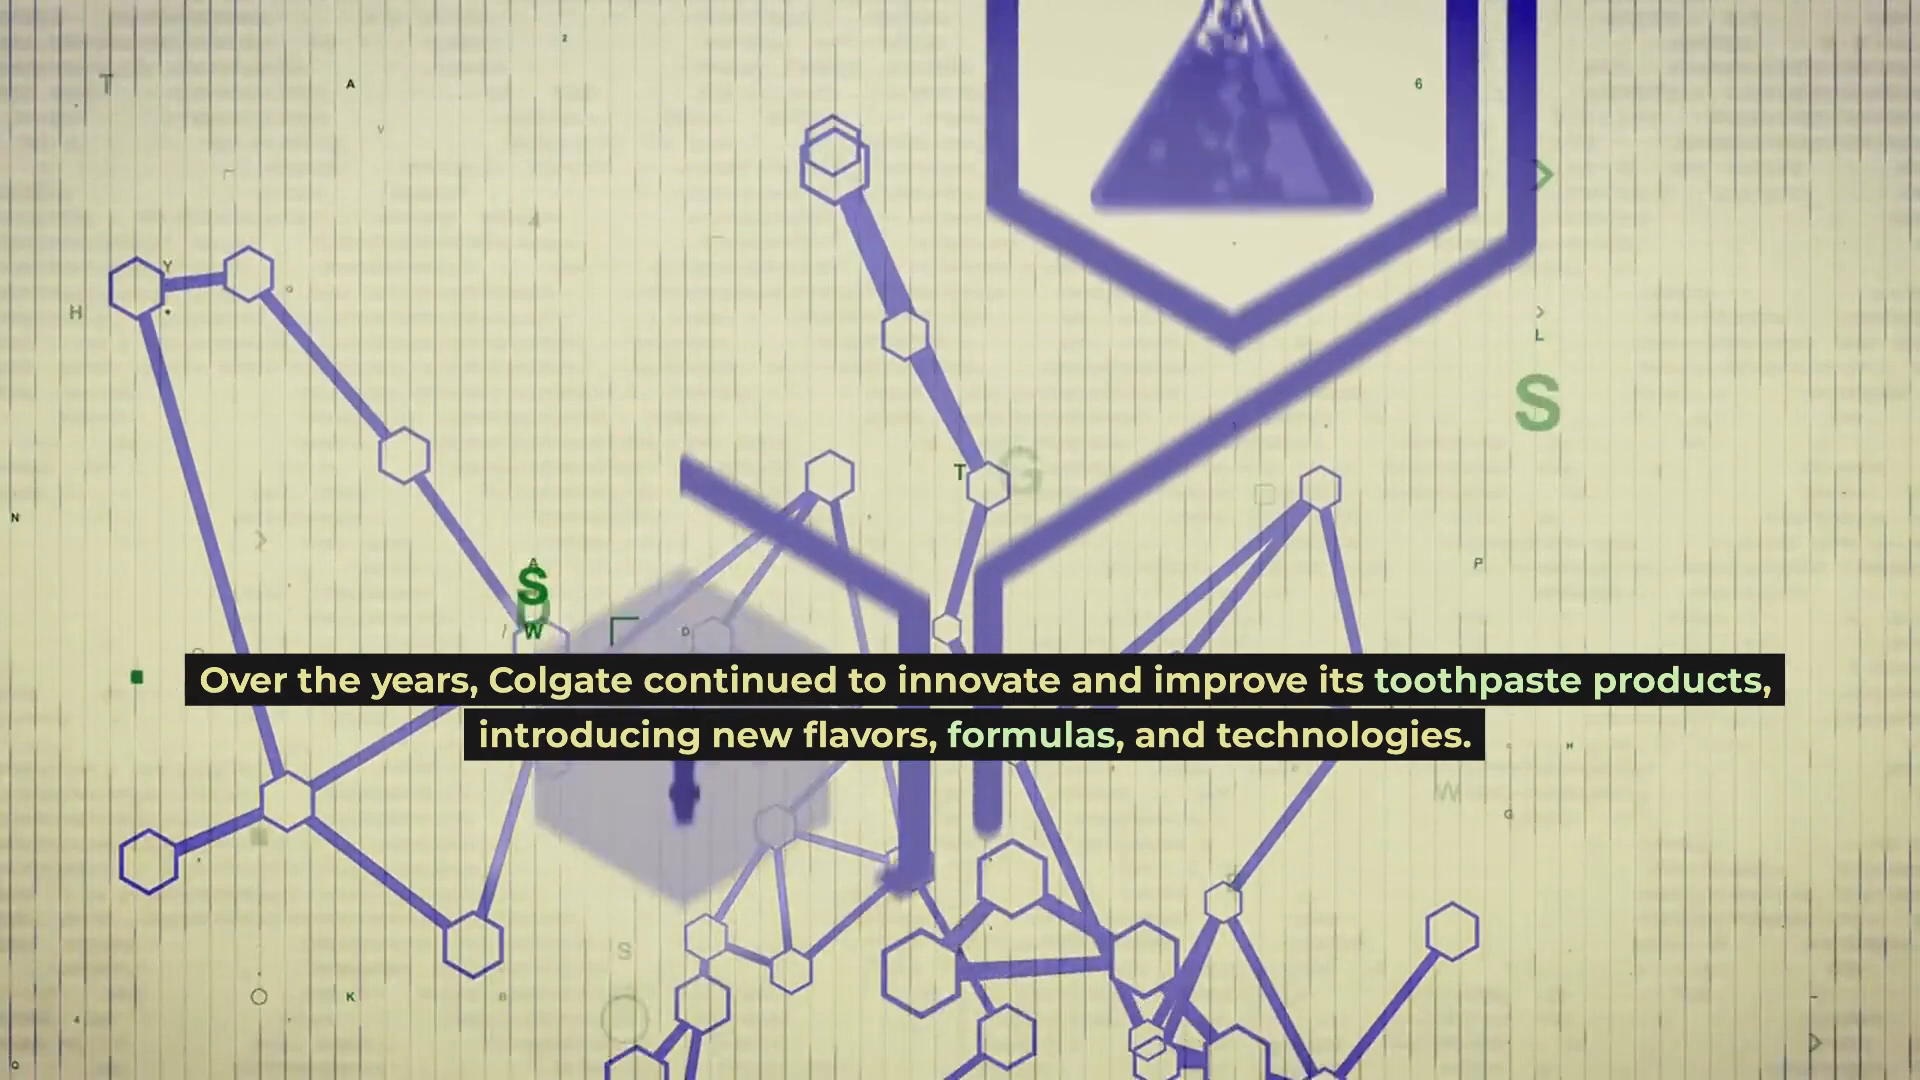 Over the years, Colgate continued to innovate and improve its toothpaste products,
introducing new flavors, formulas, and technologies.